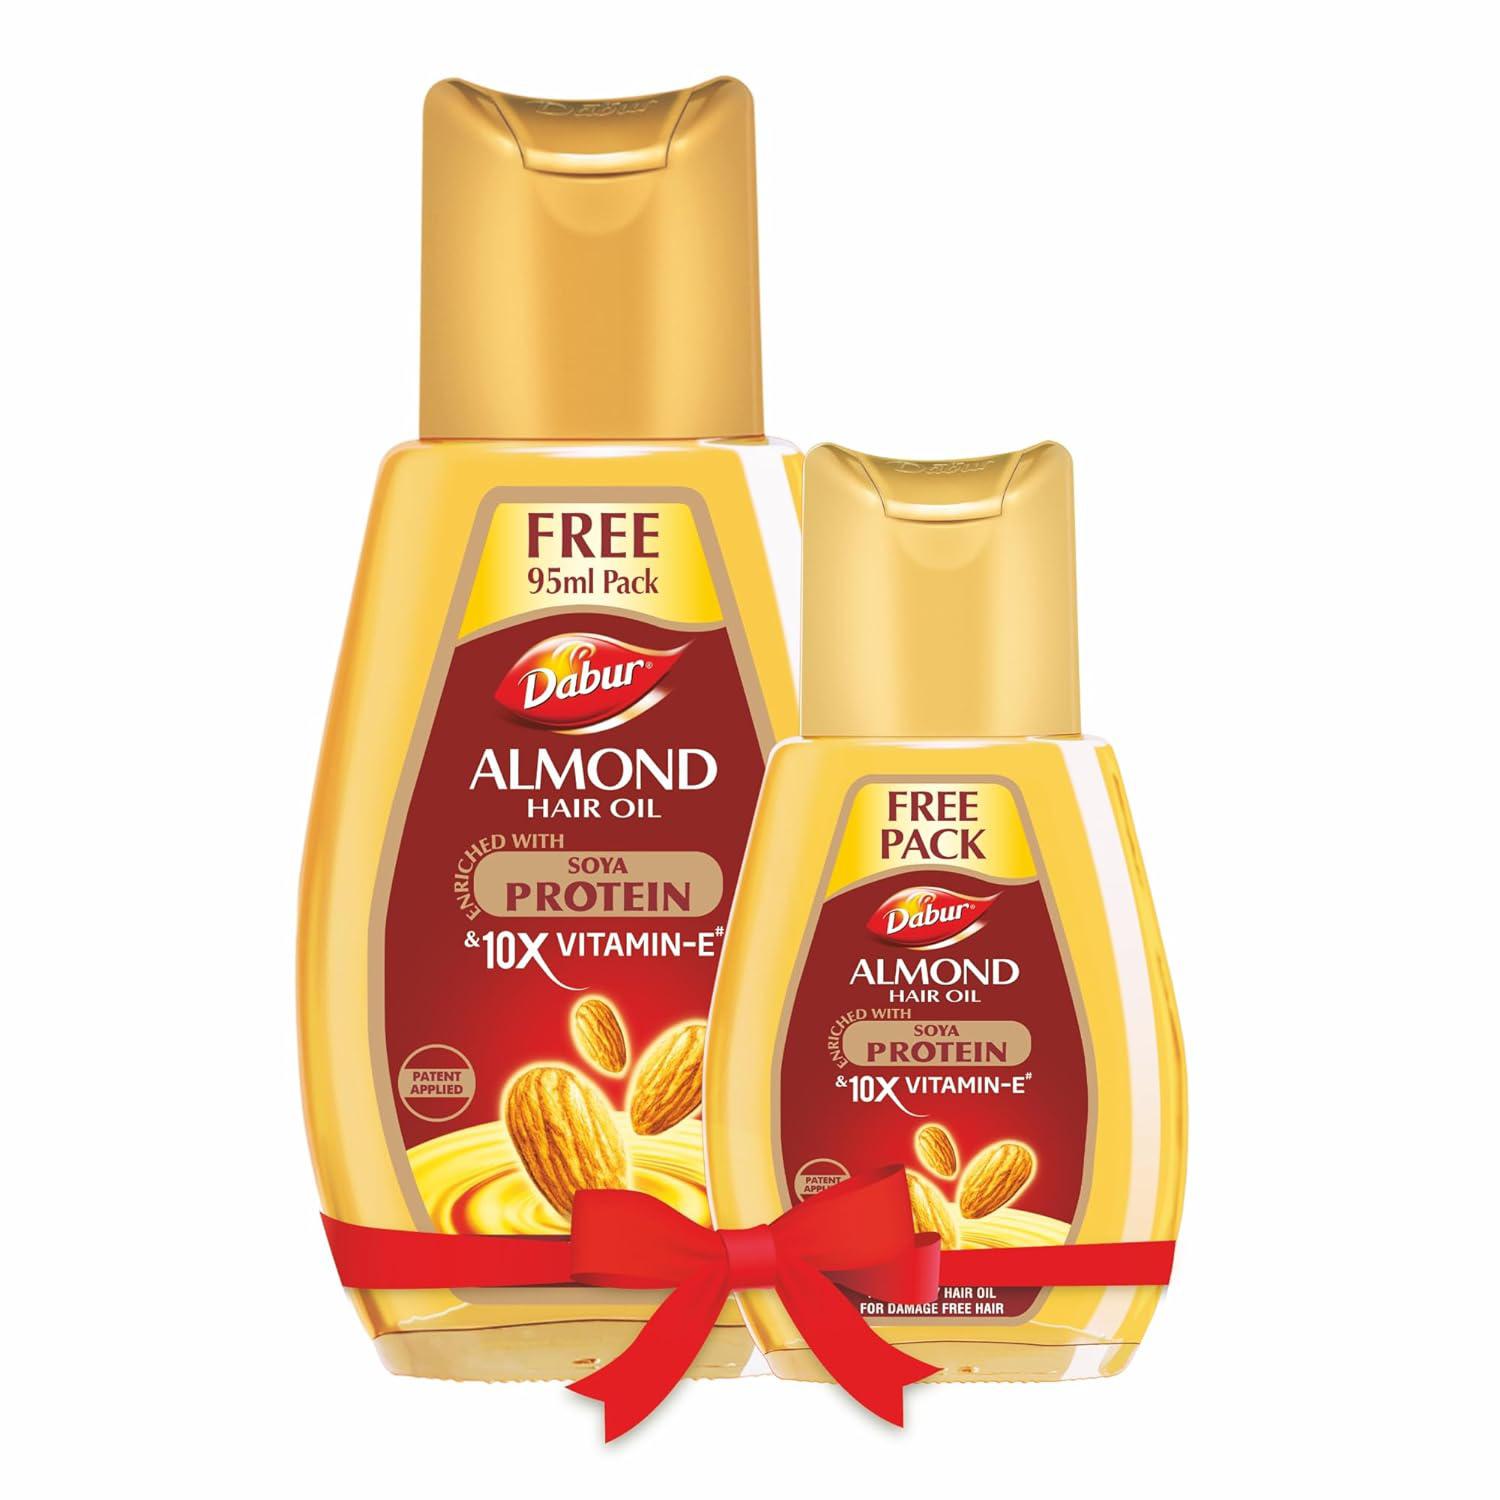 Dabur
FREE
95ml Pack
Dabur®
ALMOND
HAIR OIL
ENRICHED WITH
SOYA
PROTEIN
& 10X VITAMIN-E#
PATENT
APPLIED
Dabur
FREE
PACK
Dabur®
ALMOND
HAIR OIL
ENRICHED WITH
SOYA
PROTEIN
& 10X VITAMIN-E#
PATENT
HAIR OIL
FOR DAMAGE FREE HAIR